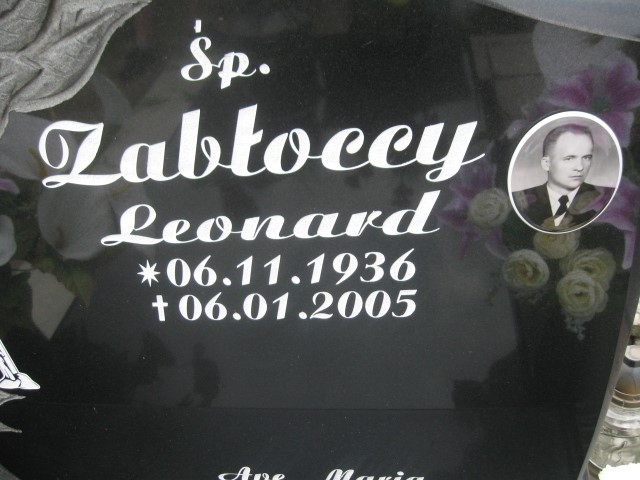 Śp.
Zabłoccy
Leonard
✷06.11.1936
✝06.01.2005
Ave Maria